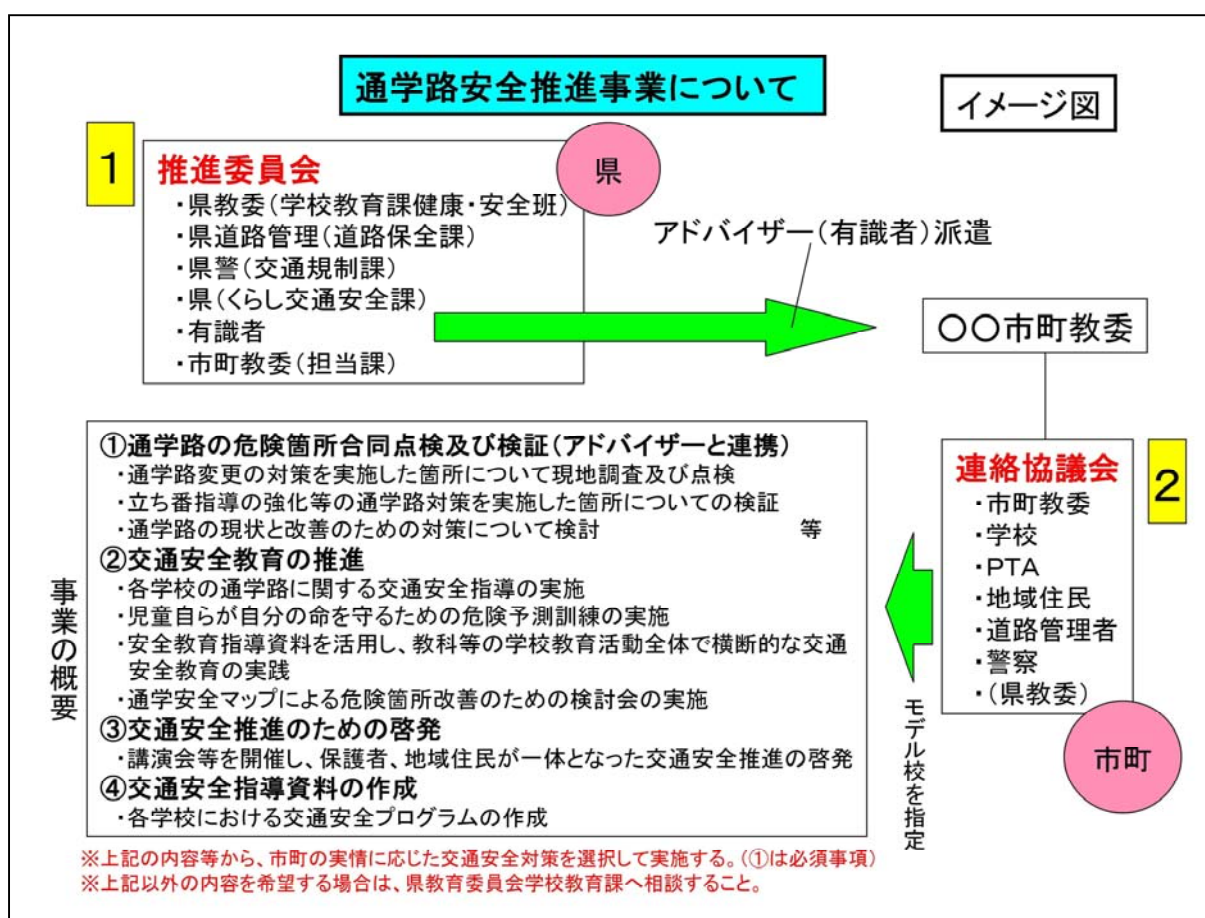 通学路安全推進事業について
イメージ図
1
推進委員会
・県教委(学校教育課健康・安全班)
・県道路管理(道路保全課)
・県警(交通規制課)
・県(くらし交通安全課)
・有識者
・市町教委(担当課)
県
アドバイザー(有識者)派遣
〇〇市町教委
事業の概要
①通学路の危険箇所合同点検及び検証(アドバイザーと連携)
・通学路変更の対策を実施した箇所について現地調査及び点検
・立ち番指導の強化等の通学路対策を実施した箇所についての検証
・通学路の現状と改善のための対策について検討 等
②交通安全教育の推進
・各学校の通学路に関する交通安全指導の実施
・児童自らが自分の命を守るための危険予測訓練の実施
・安全教育指導資料を活用し、教科等の学校教育活動全体で横断的な交通
安全教育の実践
・通学安全マップによる危険箇所改善のための検討会の実施
③交通安全推進のための啓発
・講演会等を開催し、保護者、地域住民が一体となった交通安全推進の啓発
④交通安全指導資料の作成
・各学校における交通安全プログラムの作成
2
連絡協議会
・市町教委
・学校
・PTA
・地域住民
・道路管理者
・警察
・(県教委)
市町
モデル校を指定
※上記の内容等から、市町の実情に応じた交通安全対策を選択して実施する。(①は必須事項)
※上記以外の内容を希望する場合は、県教育委員会学校教育課へ相談すること。